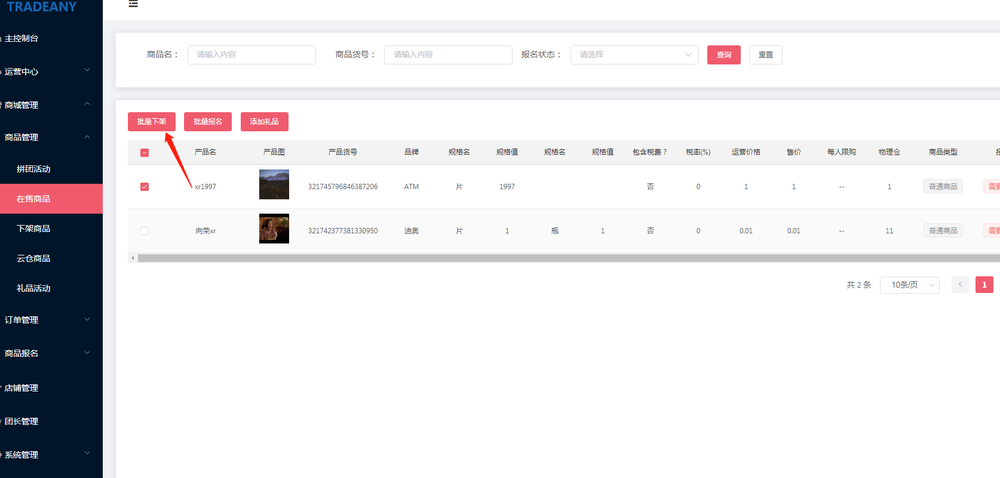 TRADEANY
主控制台
运营中心
商城管理
商品管理
拼团活动
在售商品
下架商品
云仓商品
礼品活动
订单管理
商品报名
店铺管理
团长管理
系统管理
商品名： 请输入内容 商品货号： 请输入内容 报名状态： 请选择 查询 重置
批量下架 批量报名 添加礼品
产品名 产品图 产品货号 品牌 规格名 规格值 规格名 规格值 包含税费？ 税率(%) 运营价格 售价 每人限购 物理仓 商品类型
xr1997 321745796846387206 ATM 片 1997 否 0 1 1 -- 1 普通商品 需要
向荣xr 321742377381330950 迪奥 片 1 瓶 1 否 0 0.01 0.01 -- 11 普通商品 需要
共 2 条 10条/页 1